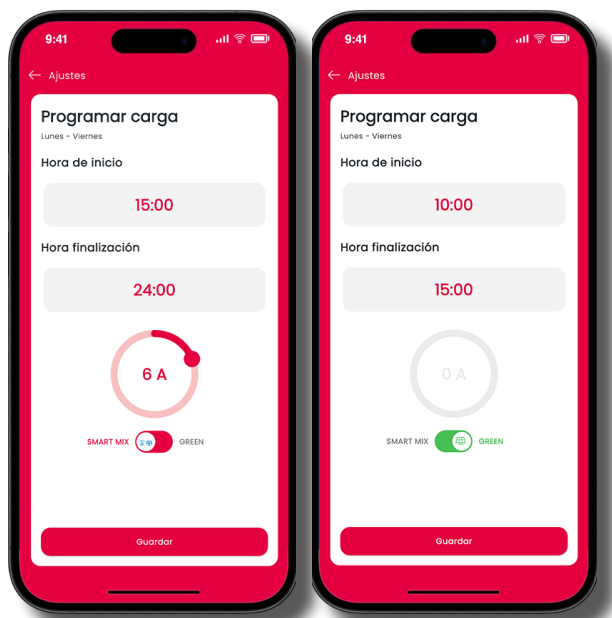 9:41
Ajustes
Programar carga
Lunes - Viernes
Hora de inicio
15:00
Hora finalización
24:00
6 A
SMART MIX GREEN
Guardar
9:41
Ajustes
Programar carga
Lunes - Viernes
Hora de inicio
10:00
Hora finalización
15:00
0 A
SMART MIX GREEN
Guardar